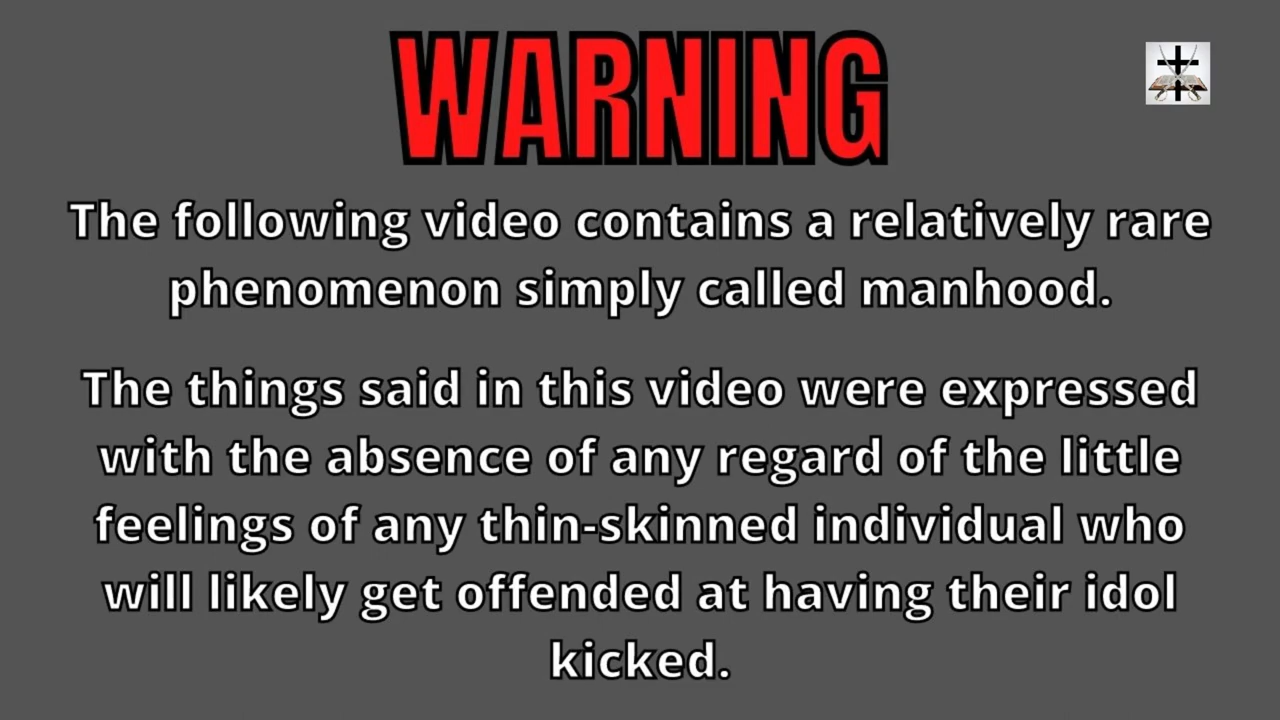 WARNING
The following video contains a relatively rare
phenomenon simply called manhood.
The things said in this video were expressed
with the absence of any regard of the little
feelings of any thin-skinned individual who
will likely get offended at having their idol
kicked.